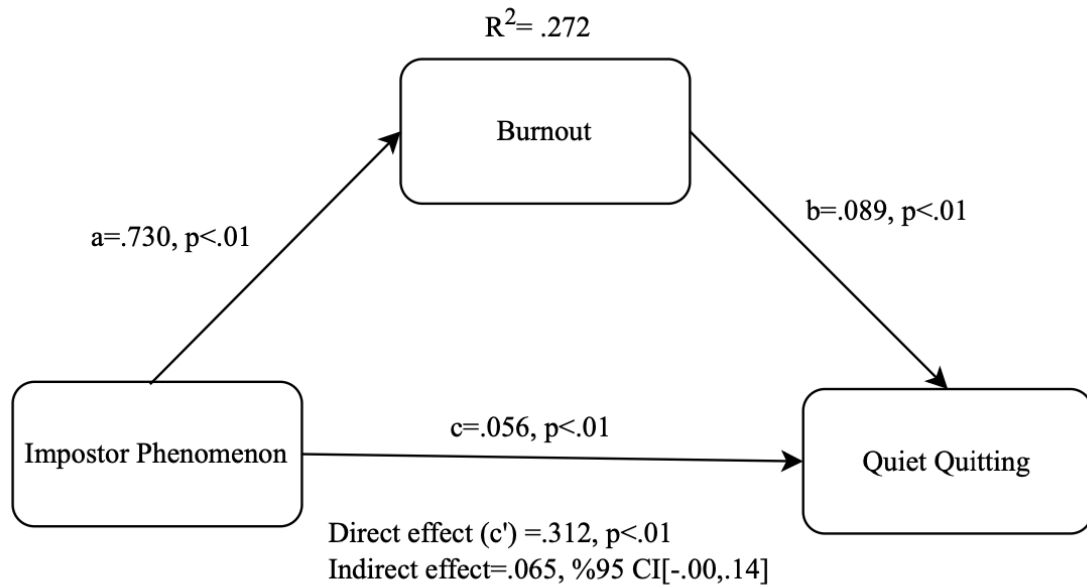 R²= .272
Burnout
a=.730, p<.01
b=.089, p<.01
Impostor Phenomenon
c=.056, p<.01
Quiet Quitting
Direct effect (c') =.312, p<.01
Indirect effect=.065, %95 CI[-.00,.14]